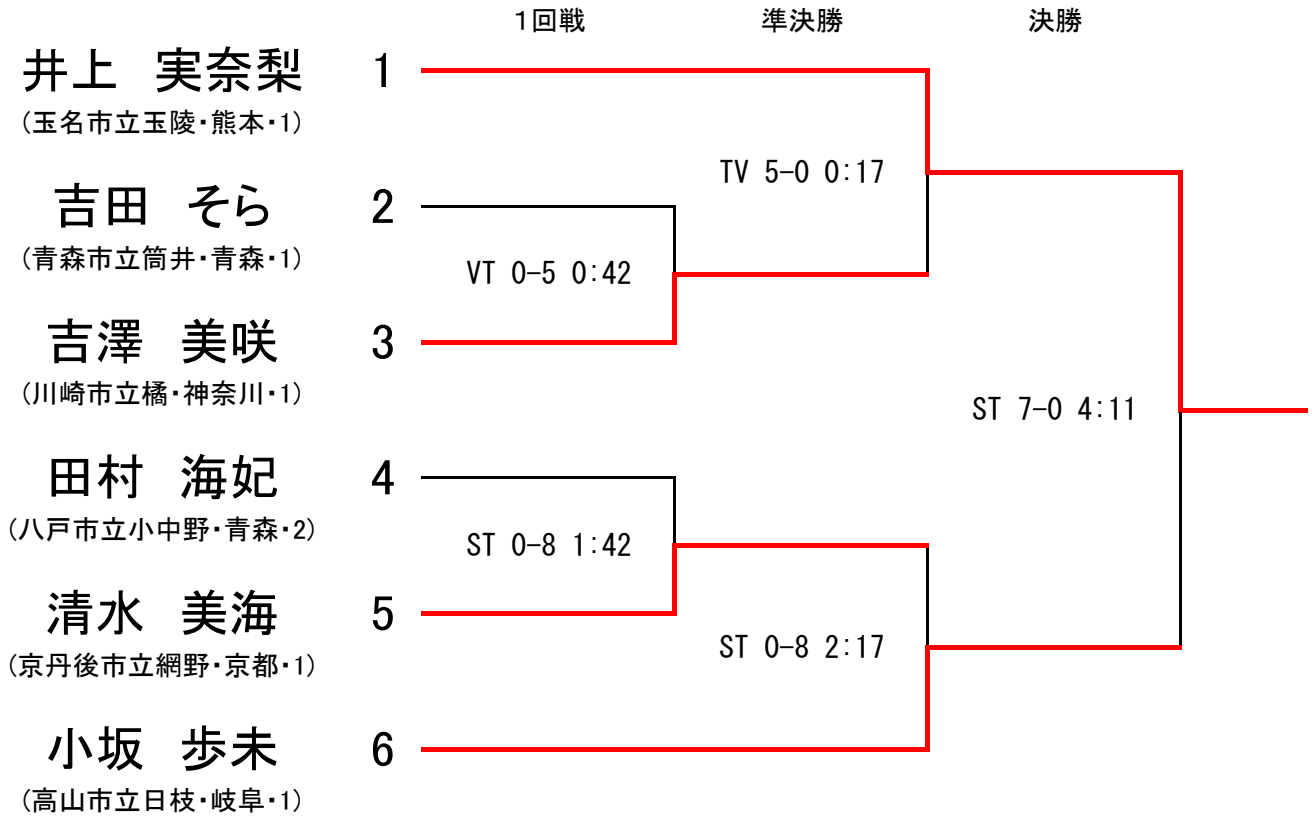 1回戦 準決勝 決勝
井上 実奈梨 1
(玉名市立玉陵・熊本・1)
TV 5-0 0:17
吉田 そら 2
(青森市立筒井・青森・1)
VT 0-5 0:42
吉澤 美咲 3
(川崎市立橘・神奈川・1)
ST 7-0 4:11
田村 海妃 4
(八戸市立小中野・青森・2)
ST 0-8 1:42
清水 美海 5
(京丹後市立網野・京都・1)
ST 0-8 2:17
小坂 歩未 6
(高山市立日枝・岐阜・1)